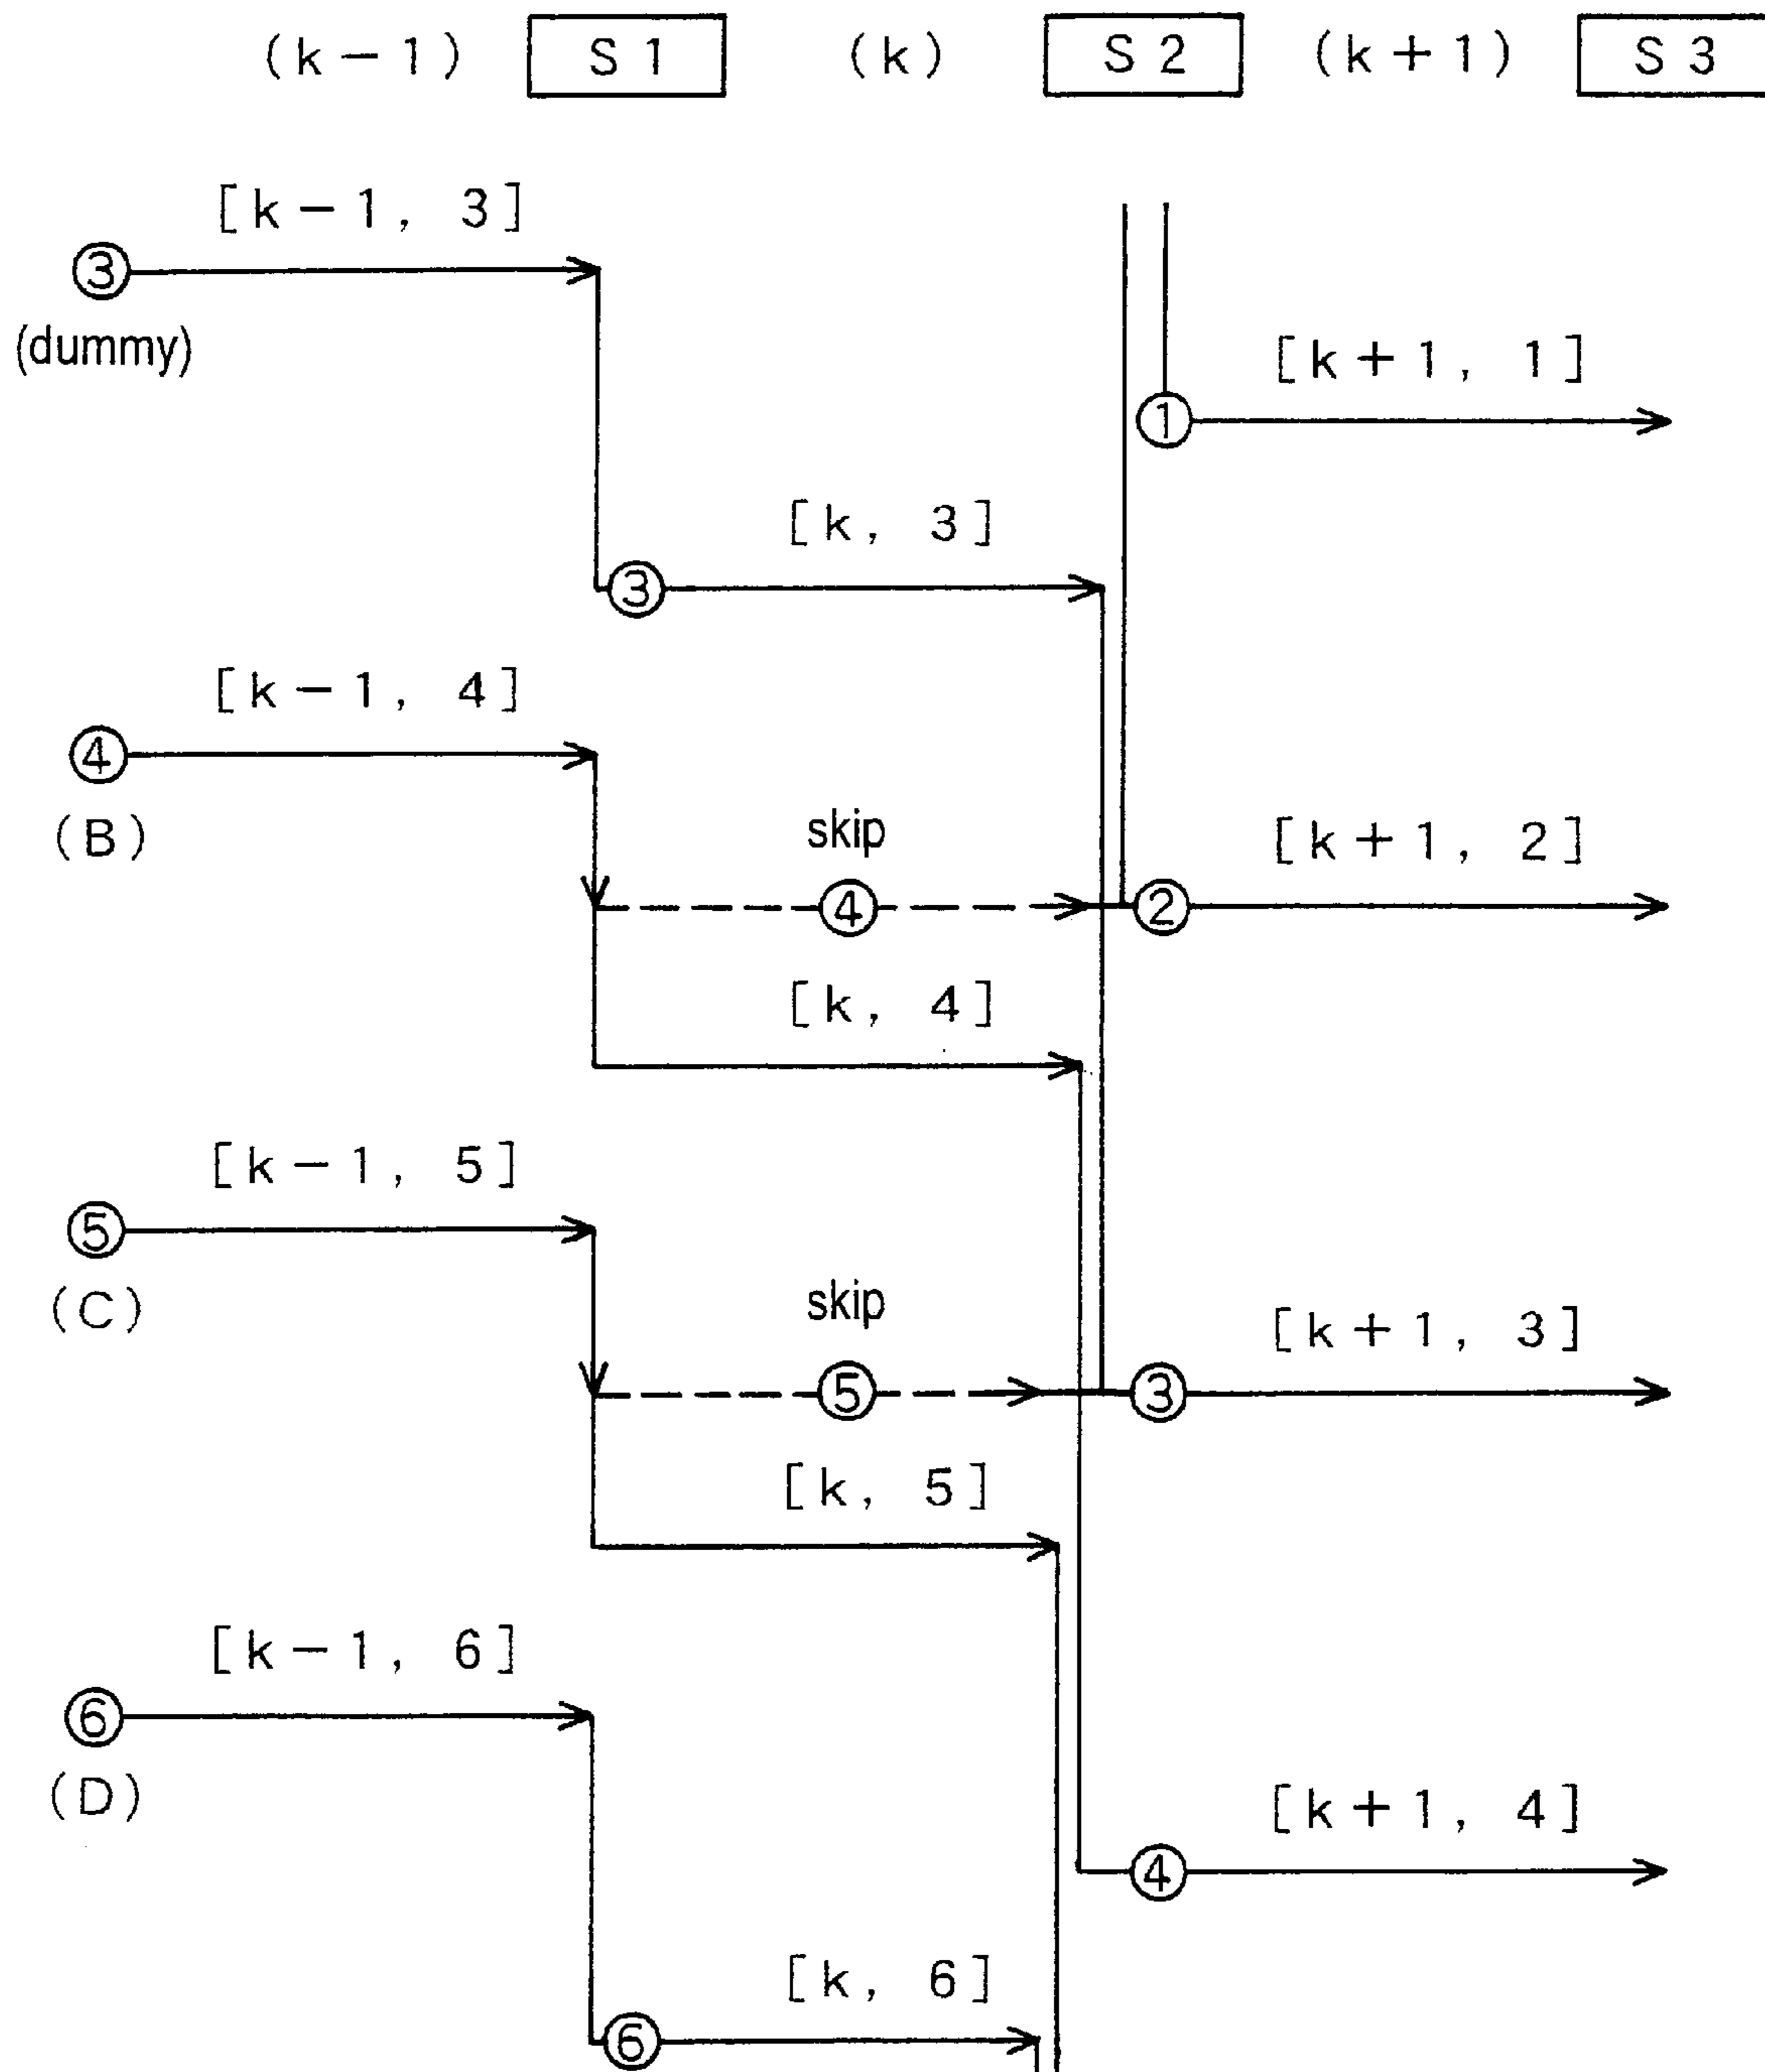 (k-1) S1 (k) S2 (k+1) S3
[k-1, 3]
③
(dummy)
[k+1, 1]
①
[k, 3]
③
[k-1, 4]
④
(B)
skip
[k+1, 2]
④ ②
[k, 4]
[k-1, 5]
⑤
(C)
skip
[k+1, 3]
⑤ ③
[k, 5]
[k-1, 6]
⑥
(D)
[k+1, 4]
④
[k, 6]
⑥